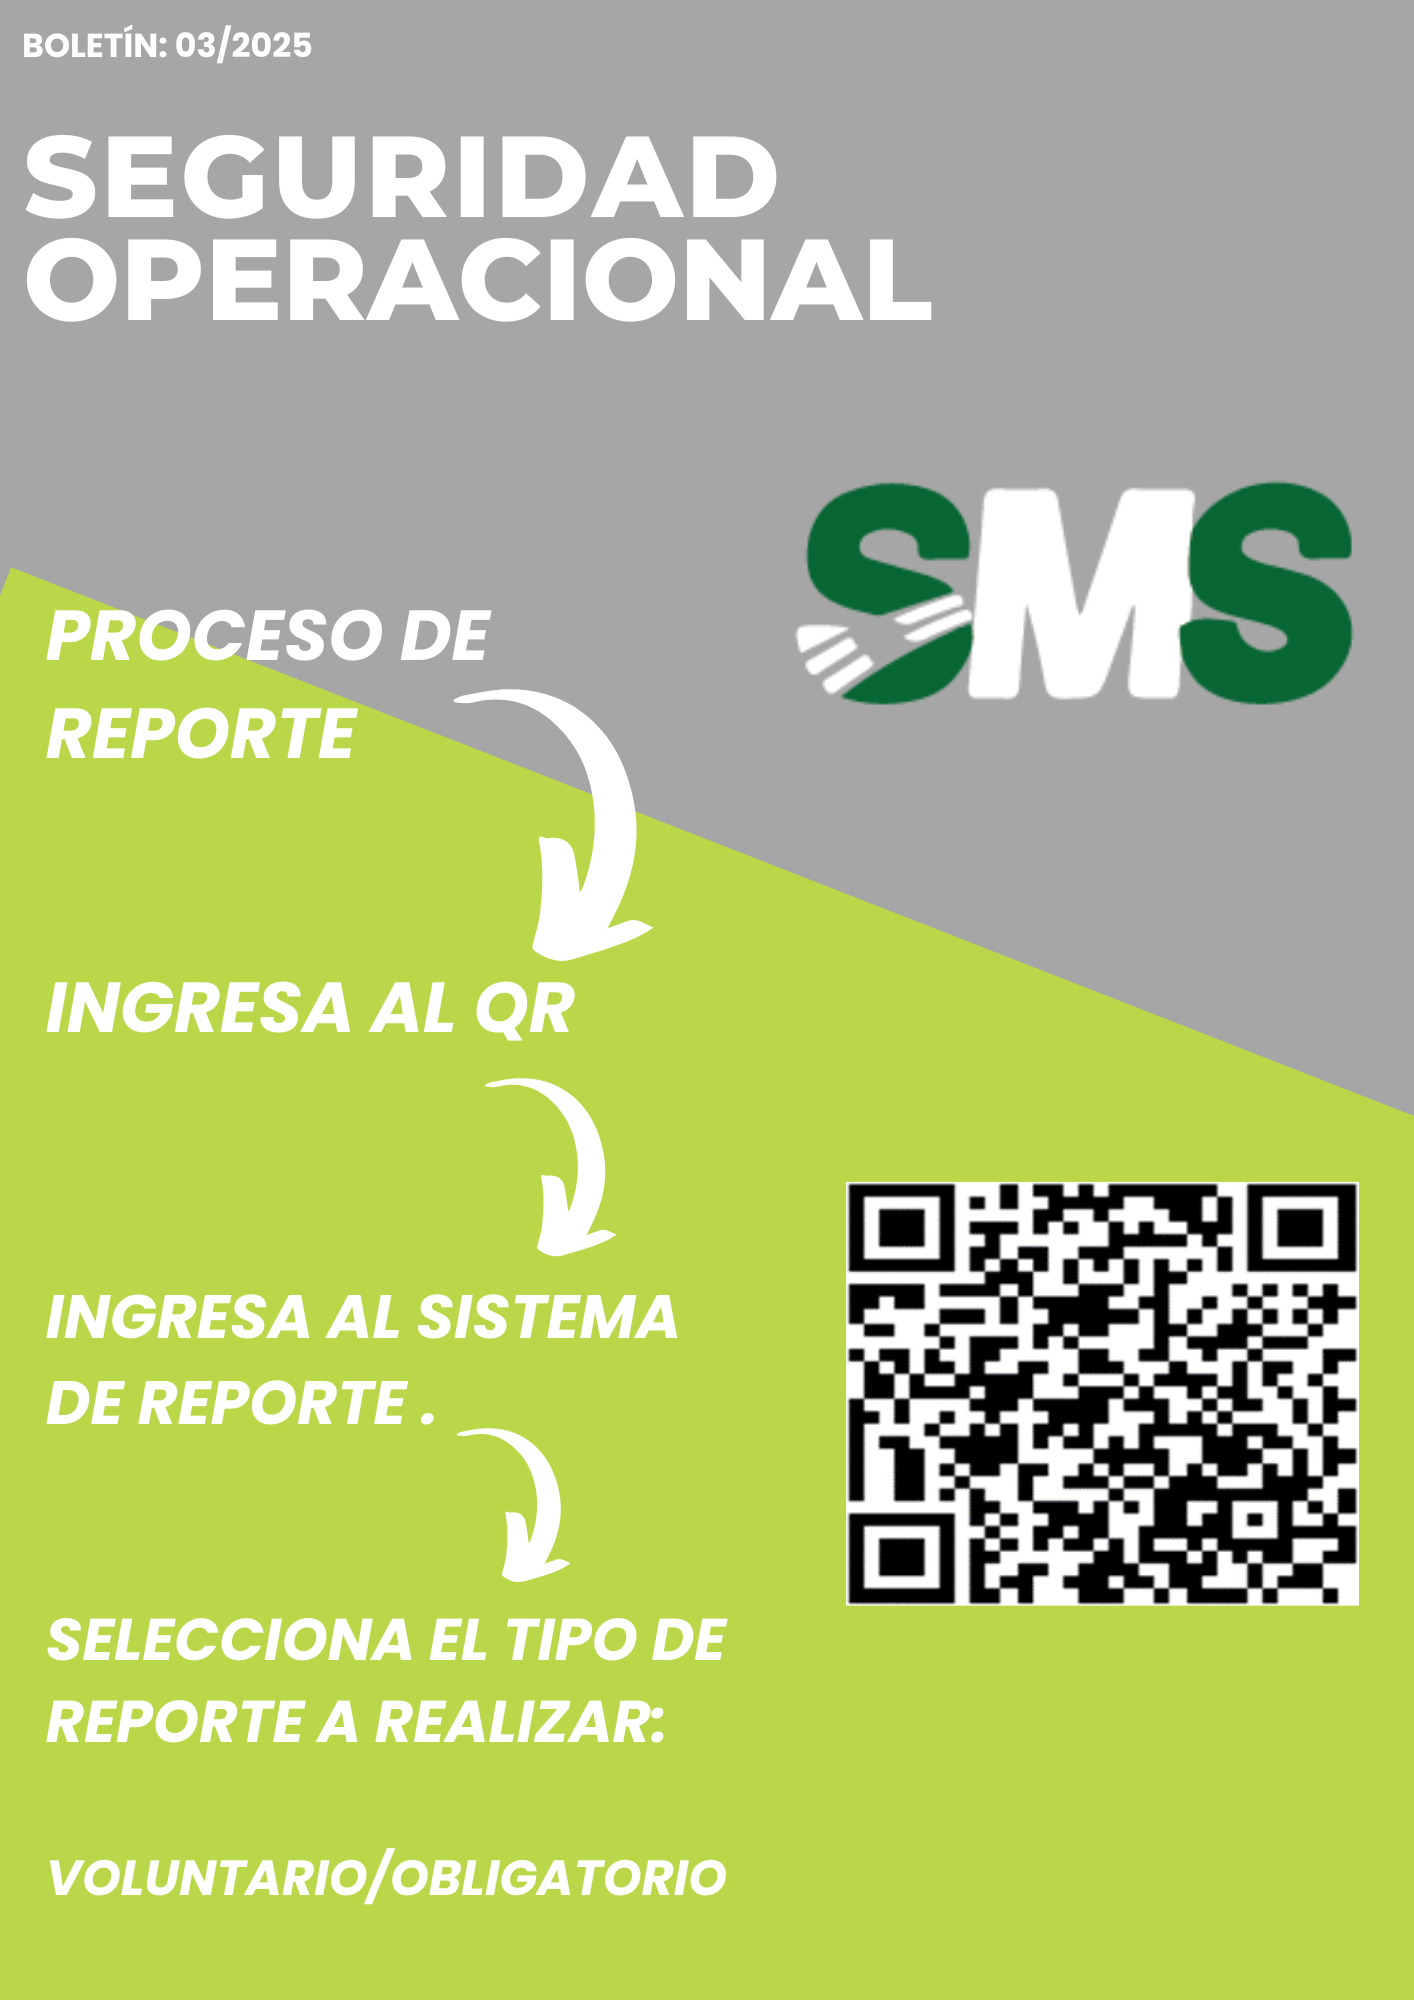 BOLETÍN: 03/2025
SEGURIDAD
OPERACIONAL
SMS
PROCESO DE
REPORTE
INGRESA AL QR
INGRESA AL SISTEMA
DE REPORTE .
SELECCIONA EL TIPO DE
REPORTE A REALIZAR:
VOLUNTARIO/OBLIGATORIO